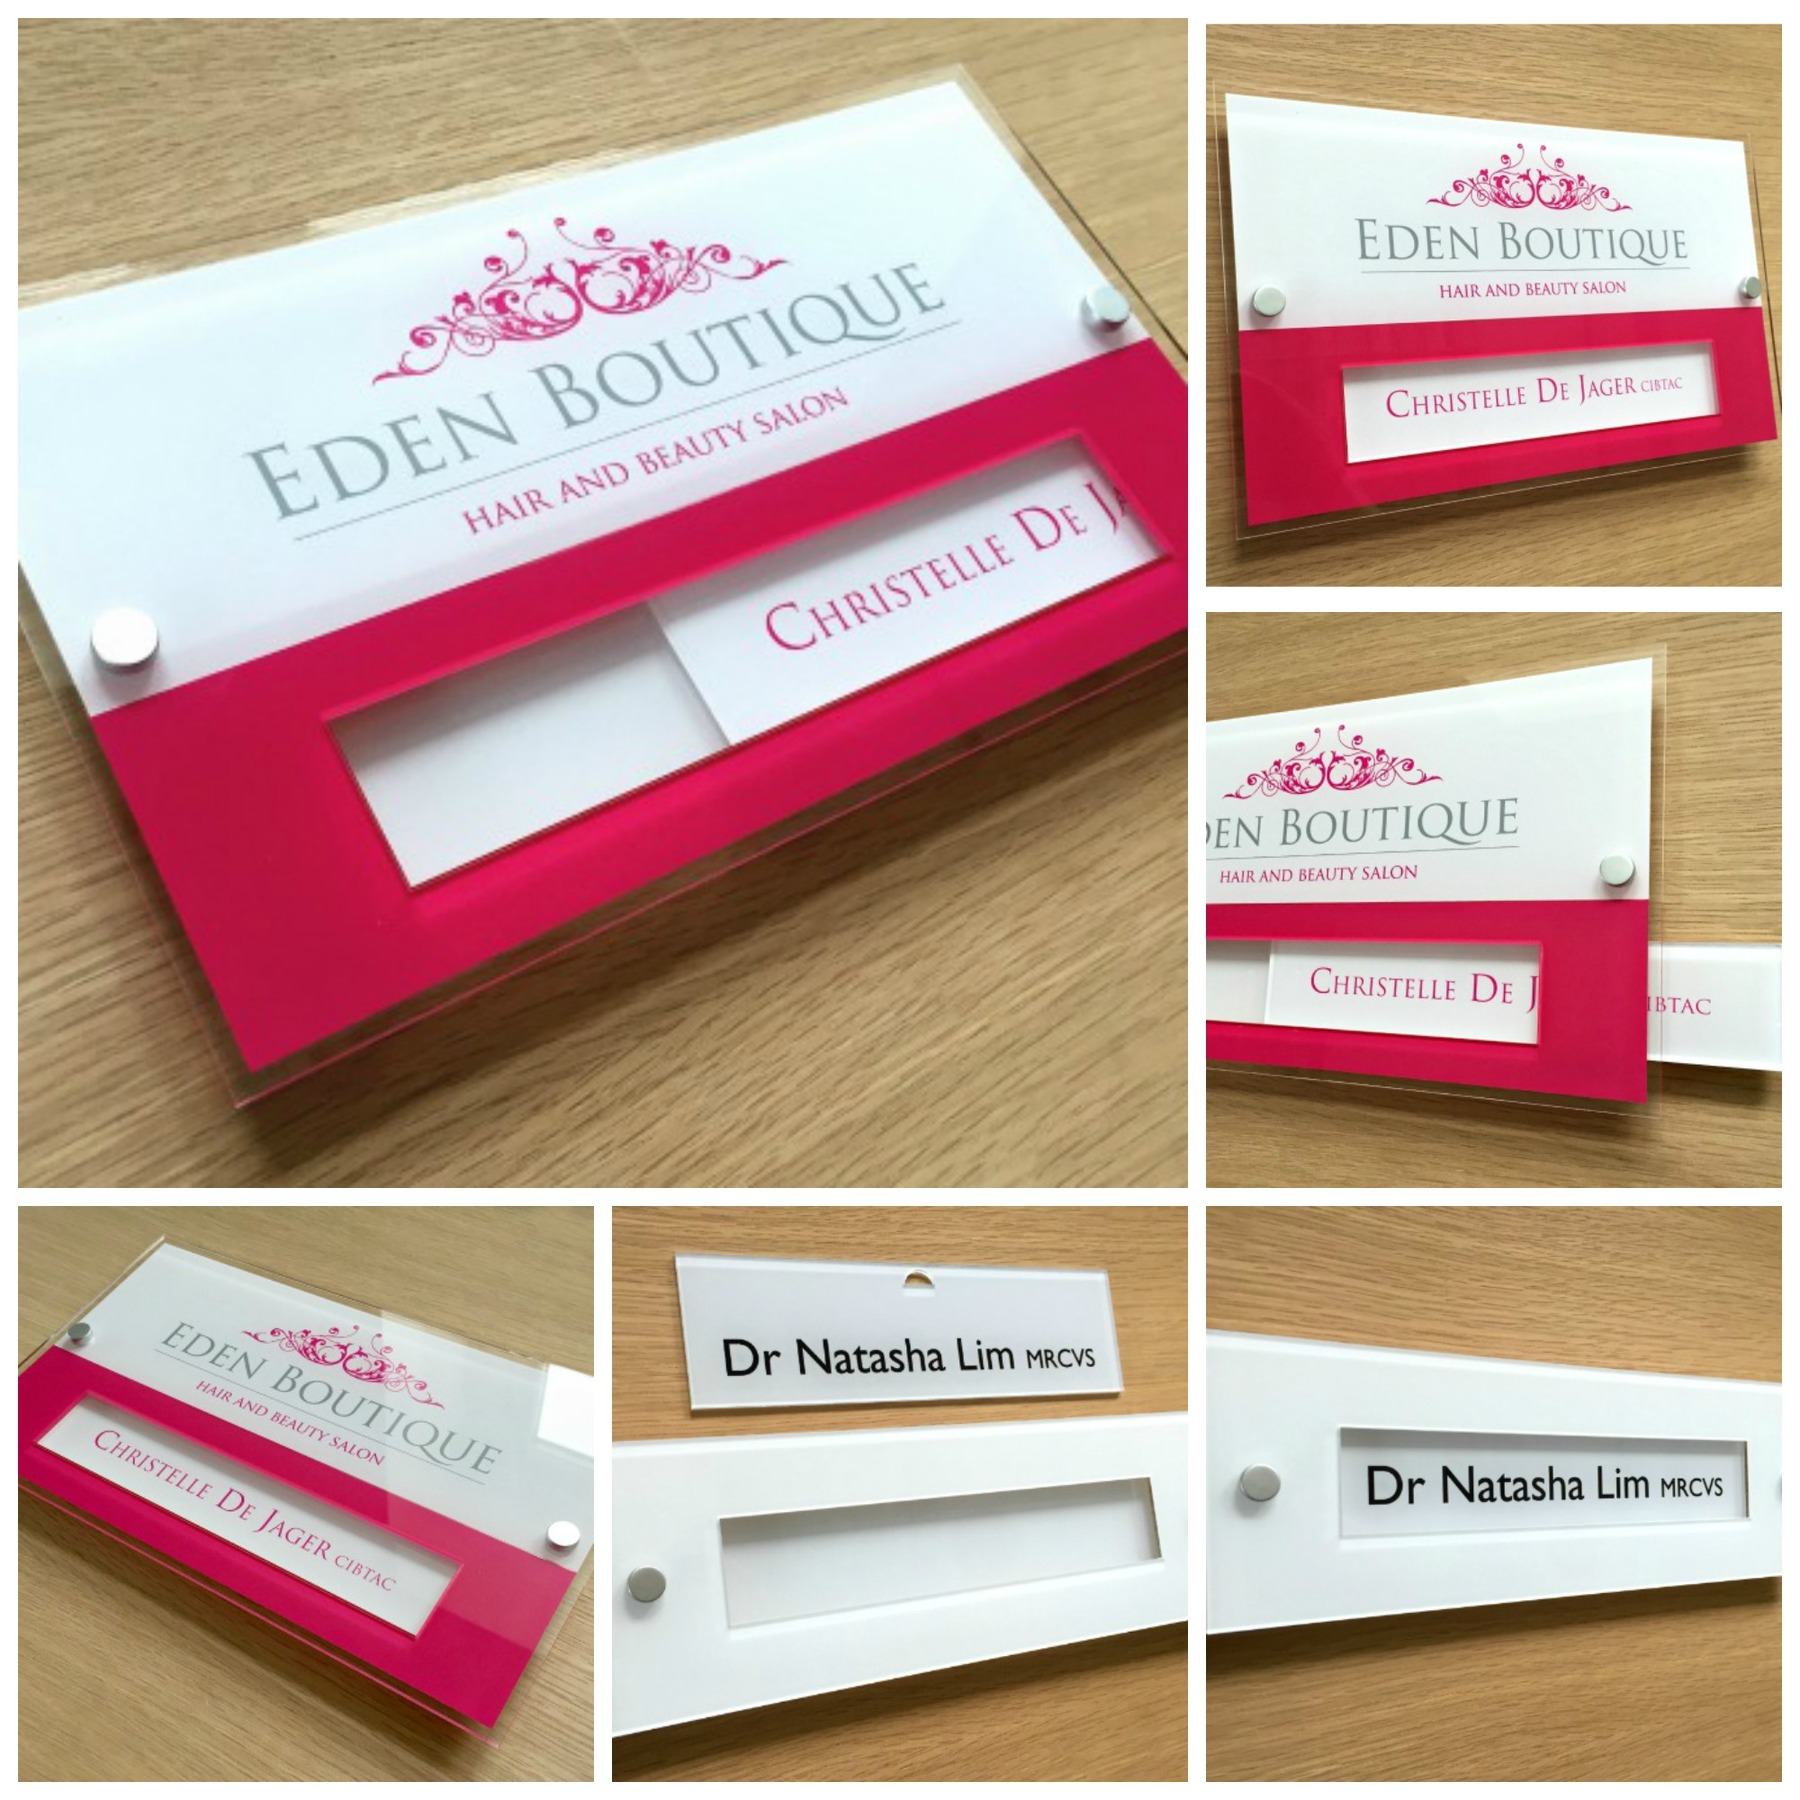 EDEN BOUTIQUE
HAIR AND BEAUTY SALON
CHRISTELLE DE JA
EDEN BOUTIQUE
HAIR AND BEAUTY SALON
CHRISTELLE DE JAGER CIBTAC
DEN BOUTIQUE
HAIR AND BEAUTY SALON
CHRISTELLE DE J IBTAC
EDEN BOUTIQUE
HAIR AND BEAUTY SALON
CHRISTELLE DE JAGER CIBTAC
Dr Natasha Lim MRCVS
Dr Natasha Lim MRCVS